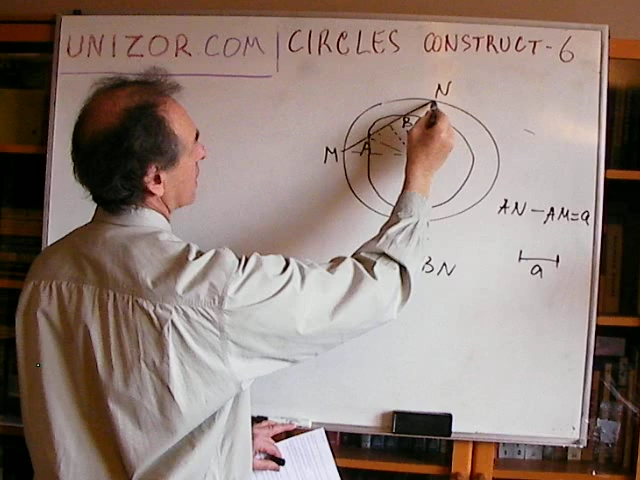 UNIZOR.COM | CIRCLES CONSTRUCT-6
N
B
M
A
AN - AM = a
BN
a